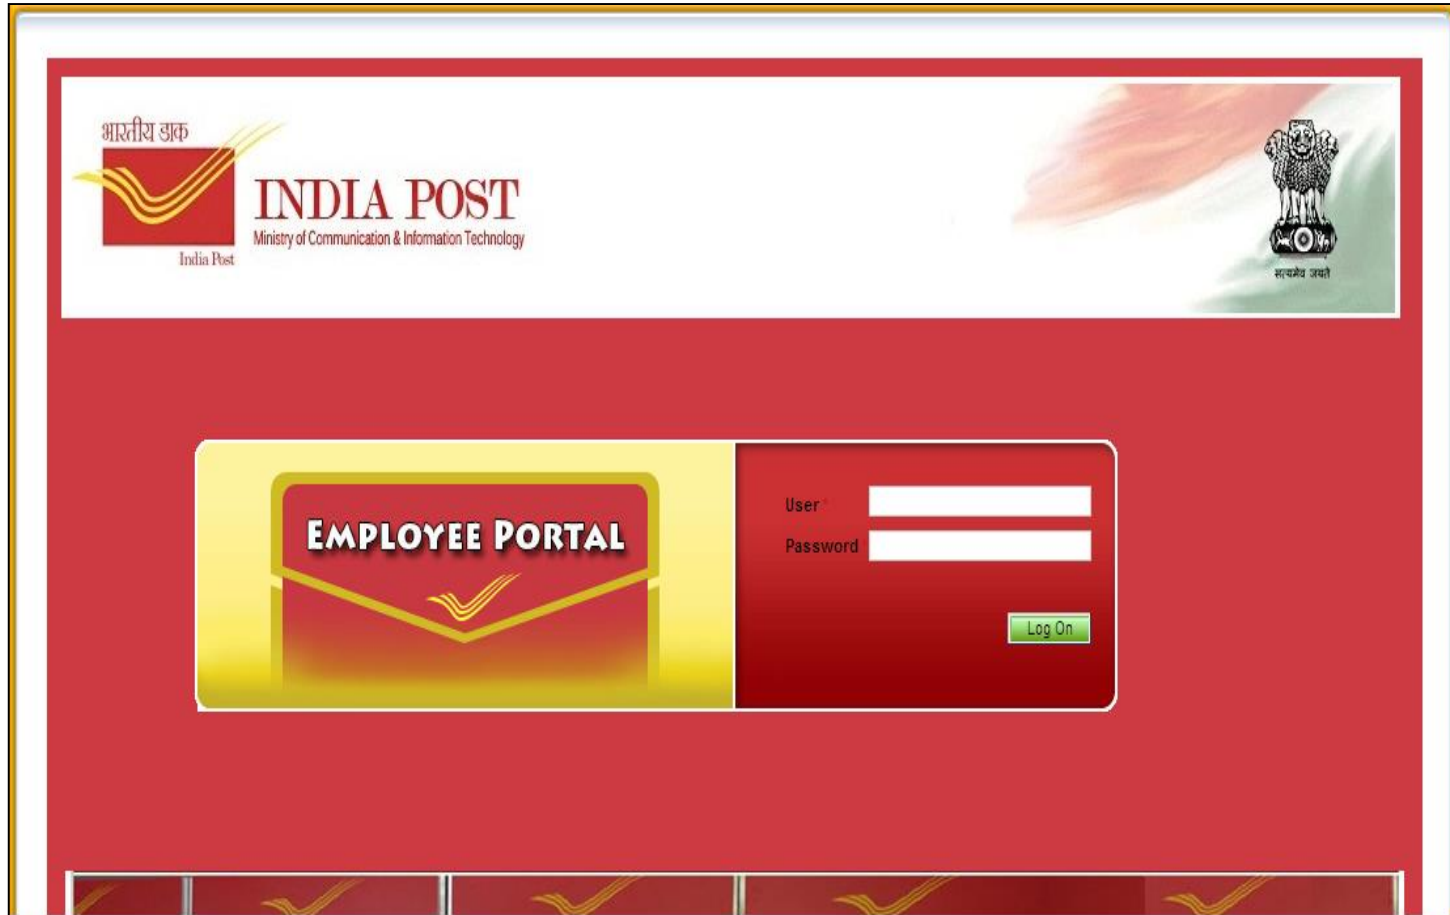 भारतीय डाक
INDIA POST
Ministry of Communication & Information Technology
India Post
सत्यमेव जयते
EMPLOYEE PORTAL
User *
Password
Log On